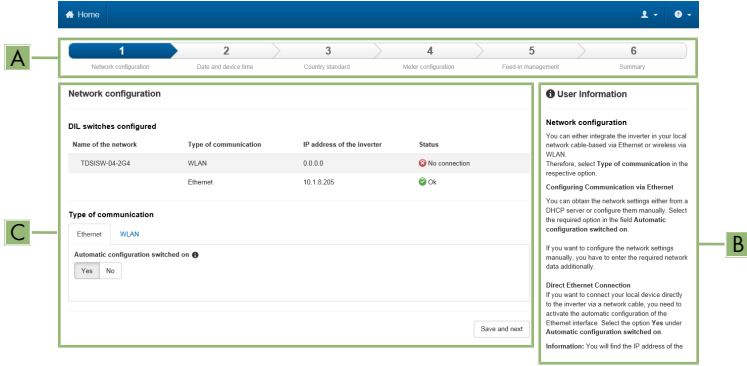 Home
A
1 2 3 4 5 6
Network configuration Date and device time Country standard Meter configuration Feed-in management Summary
C
Network configuration
DIL switches configured
Name of the network Type of communication IP address of the inverter Status
TDSISW-04-2G4 WLAN 0.0.0.0 No connection
Ethernet 10.1.8.205 Ok
Type of communication
Ethernet WLAN
Automatic configuration switched on
Yes No
Save and next
B
User Information
Network configuration
You can either integrate the inverter in your local
network cable-based via Ethernet or wireless via
WLAN.
Therefore, select Type of communication in the
respective option.
Configuring Communication via Ethernet
You can obtain the network settings either from a
DHCP server or configure them manually. Select
the required option in the field Automatic
configuration switched on.
If you want to configure the network settings
manually, you have to enter the required network
data additionally.
Direct Ethernet Connection
If you want to connect your local device directly
to the inverter via a network cable, you need to
activate the automatic configuration of the
Ethernet interface. Select the option Yes under
Automatic configuration switched on.
Information: You will find the IP address of the